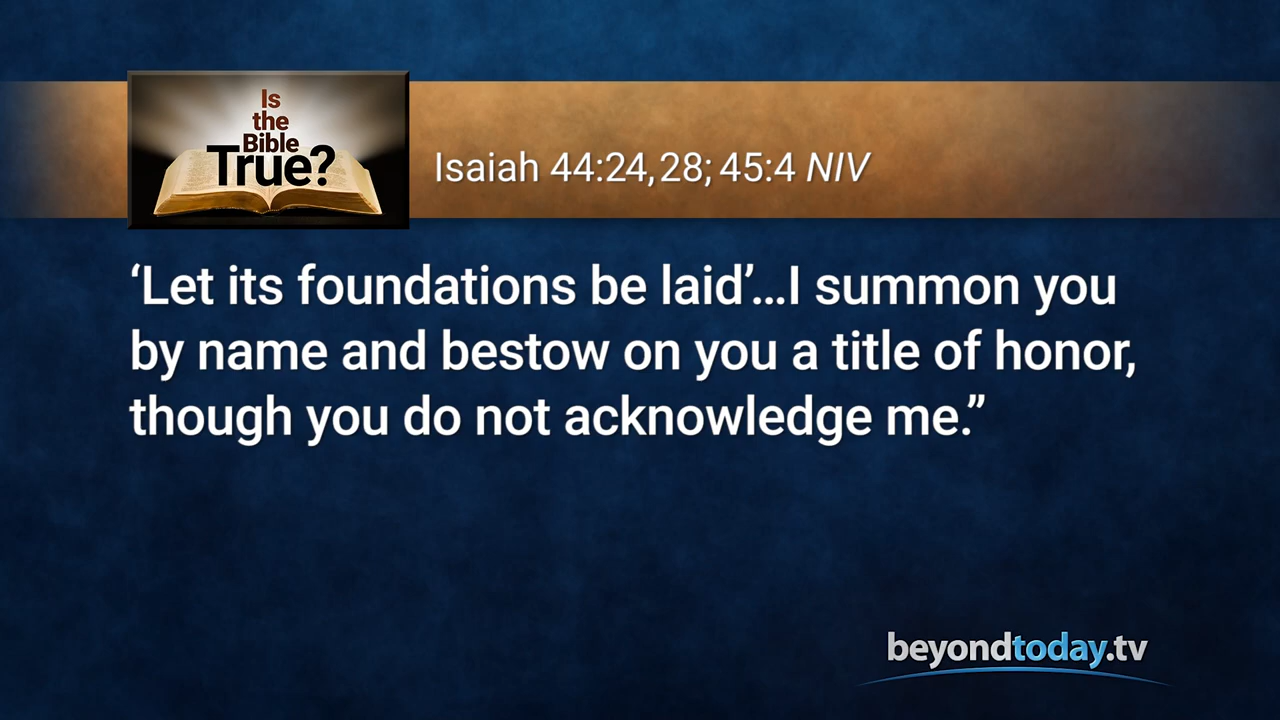 Is
the
Bible
True?
Isaiah 44:24, 28; 45:4 NIV
‘Let its foundations be laid’...I summon you
by name and bestow on you a title of honor,
though you do not acknowledge me.”
beyondtoday.tv